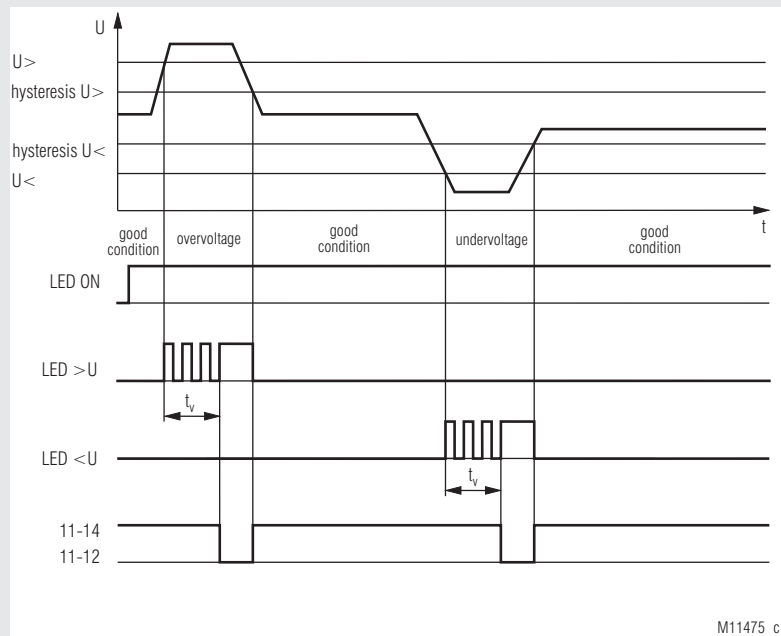 U
U>
hysteresis U>
hysteresis U<
U<
t
good
condition
overvoltage
good
condition
undervoltage
good
condition
LED ON
LED >U
tv
LED <U
tv
11-14
11-12
M11475_c